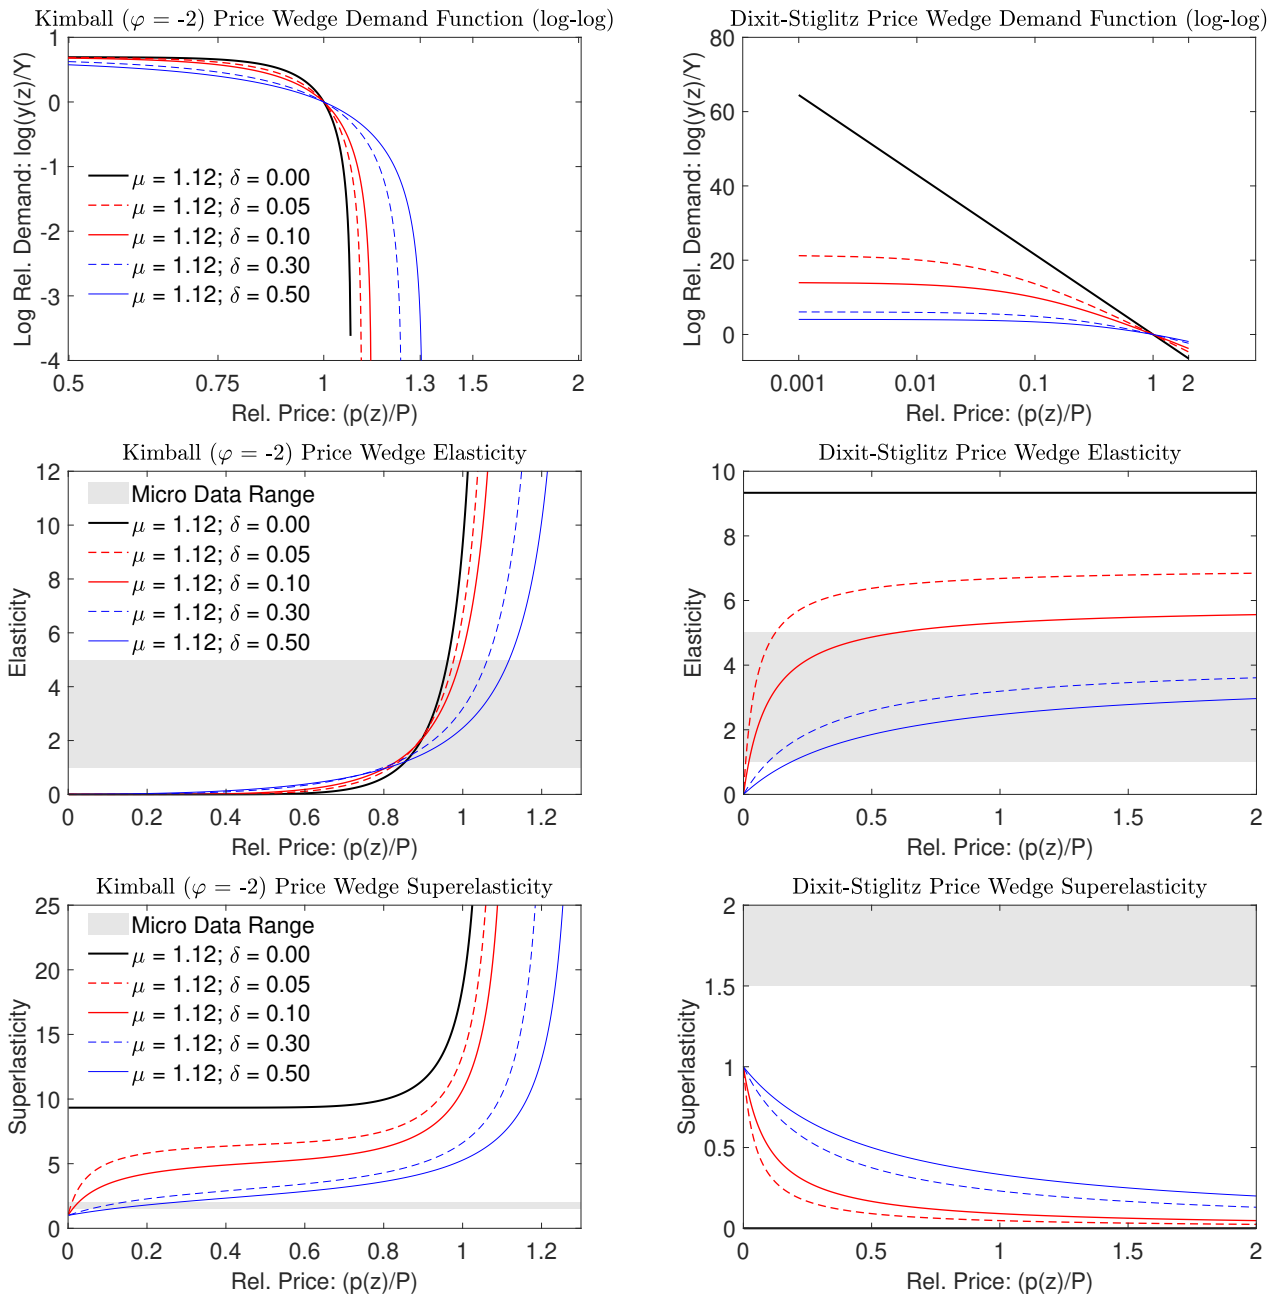 Kimball (φ = -2) Price Wedge Demand Function (log-log)
Log Rel. Demand: log(y(z)/Y)
1
0
-1
-2
-3
-4
μ = 1.12; δ = 0.00
μ = 1.12; δ = 0.05
μ = 1.12; δ = 0.10
μ = 1.12; δ = 0.30
μ = 1.12; δ = 0.50
0.5 0.75 1 1.3 1.5 2
Rel. Price: (p(z)/P)
Dixit-Stiglitz Price Wedge Demand Function (log-log)
Log Rel. Demand: log(y(z)/Y)
80
60
40
20
0
0.001 0.01 0.1 1 2
Rel. Price: (p(z)/P)
Kimball (φ = -2) Price Wedge Elasticity
Elasticity
12
10
8
6
4
2
0
Micro Data Range
μ = 1.12; δ = 0.00
μ = 1.12; δ = 0.05
μ = 1.12; δ = 0.10
μ = 1.12; δ = 0.30
μ = 1.12; δ = 0.50
0 0.2 0.4 0.6 0.8 1 1.2
Rel. Price: (p(z)/P)
Dixit-Stiglitz Price Wedge Elasticity
Elasticity
10
8
6
4
2
0
0 0.5 1 1.5 2
Rel. Price: (p(z)/P)
Kimball (φ = -2) Price Wedge Superelasticity
Superlasticity
25
20
15
10
5
0
Micro Data Range
μ = 1.12; δ = 0.00
μ = 1.12; δ = 0.05
μ = 1.12; δ = 0.10
μ = 1.12; δ = 0.30
μ = 1.12; δ = 0.50
0 0.2 0.4 0.6 0.8 1 1.2
Rel. Price: (p(z)/P)
Dixit-Stiglitz Price Wedge Superelasticity
Superlasticity
2
1.5
1
0.5
0
0 0.5 1 1.5 2
Rel. Price: (p(z)/P)